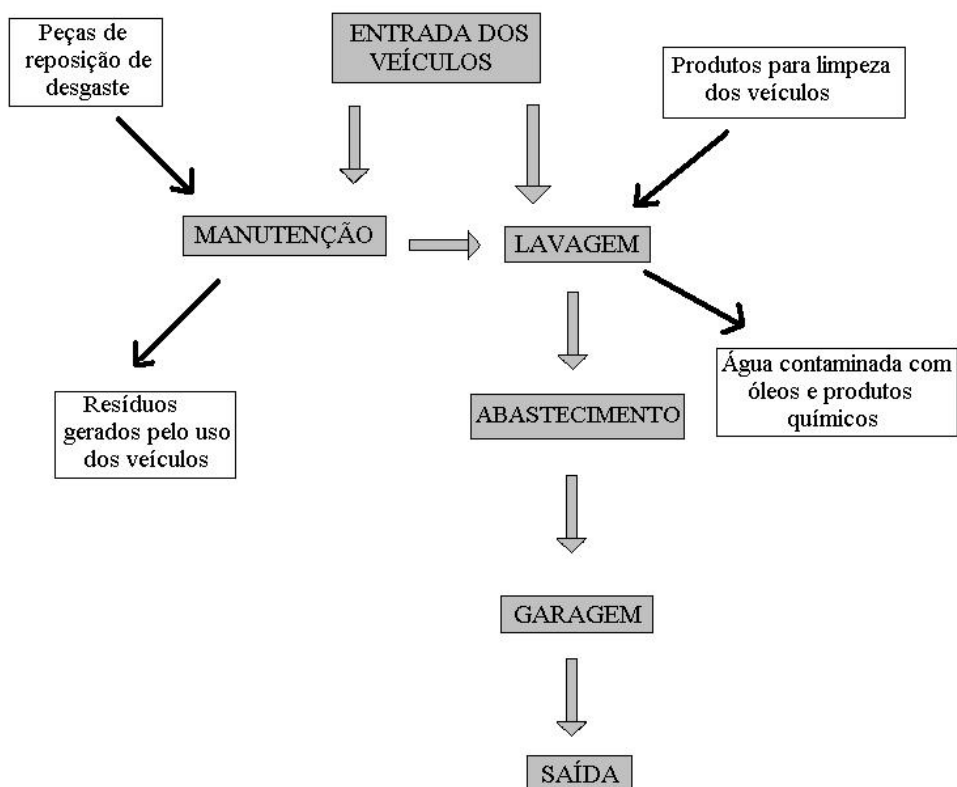 Peças de
reposição de
desgaste
ENTRADA DOS
VEÍCULOS
Produtos para limpeza
dos veículos
MANUTENÇÃO
LAVAGEM
Resíduos
gerados pelo uso
dos veículos
Água contaminada com
óleos e produtos
químicos
ABASTECIMENTO
GARAGEM
SAÍDA